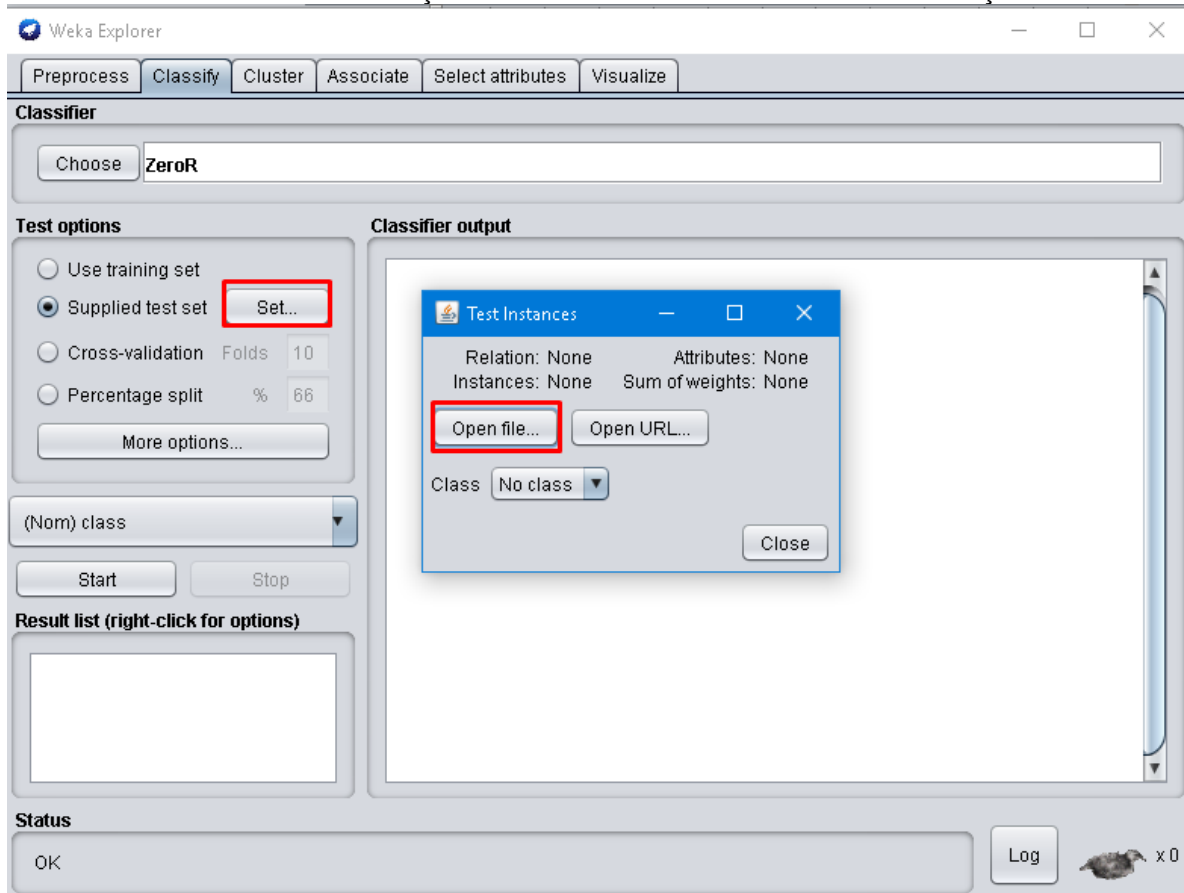 Weka Explorer
Preprocess Classify Cluster Associate Select attributes Visualize
Classifier
Choose ZeroR
Test options
Use training set
Supplied test set Set...
Cross-validation Folds 10
Percentage split % 66
More options...
(Nom) class
Start Stop
Result list (right-click for options)
Classifier output
Test Instances
Relation: None Attributes: None
Instances: None Sum of weights: None
Open file... Open URL...
Class No class
Close
Status
OK
Log x 0